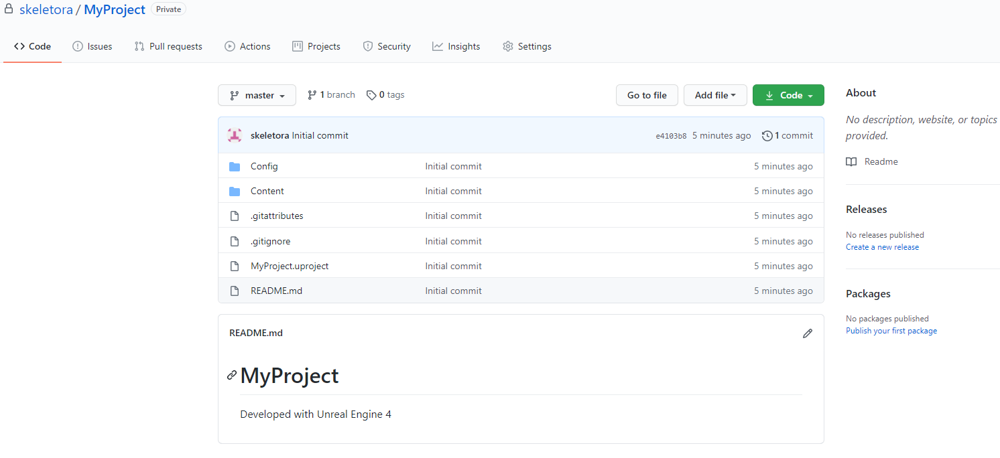 skeletora / MyProject Private
Code Issues Pull requests Actions Projects Security Insights Settings
master 1 branch 0 tags Go to file Add file Code
skeletora Initial commit e4103b8 5 minutes ago 1 commit
Config Initial commit 5 minutes ago
Content Initial commit 5 minutes ago
.gitattributes Initial commit 5 minutes ago
.gitignore Initial commit 5 minutes ago
MyProject.uproject Initial commit 5 minutes ago
README.md Initial commit 5 minutes ago
README.md
MyProject
Developed with Unreal Engine 4
About
No description, website, or topics
provided.
Readme
Releases
No releases published
Create a new release
Packages
No packages published
Publish your first package